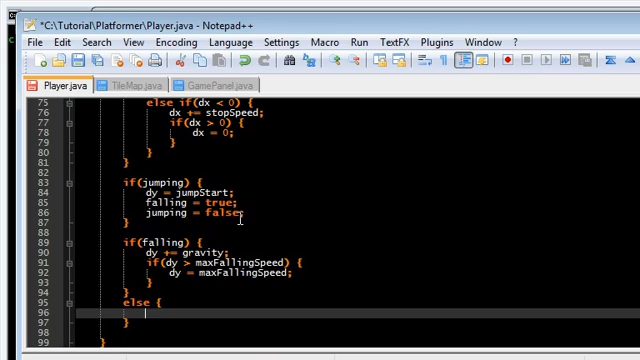 *C:\Tutorial\Platformer\Player.java - Notepad++
File Edit Search View Encoding Language Settings Macro Run TextFX Plugins Window ?
Player.java TileMap.java GamePanel.java
75 else if(dx < 0) {
76 dx += stopSpeed;
77 if(dx > 0) {
78 dx = 0;
79 }
80 }
81 }
82
83 if(jumping) {
84 dy = jumpStart;
85 falling = true;
86 jumping = false;
87 }
88
89 if(falling) {
90 dy += gravity;
91 if(dy > maxFallingSpeed) {
92 dy = maxFallingSpeed;
93 }
94 }
95 else {
96
97 }
98
99 }